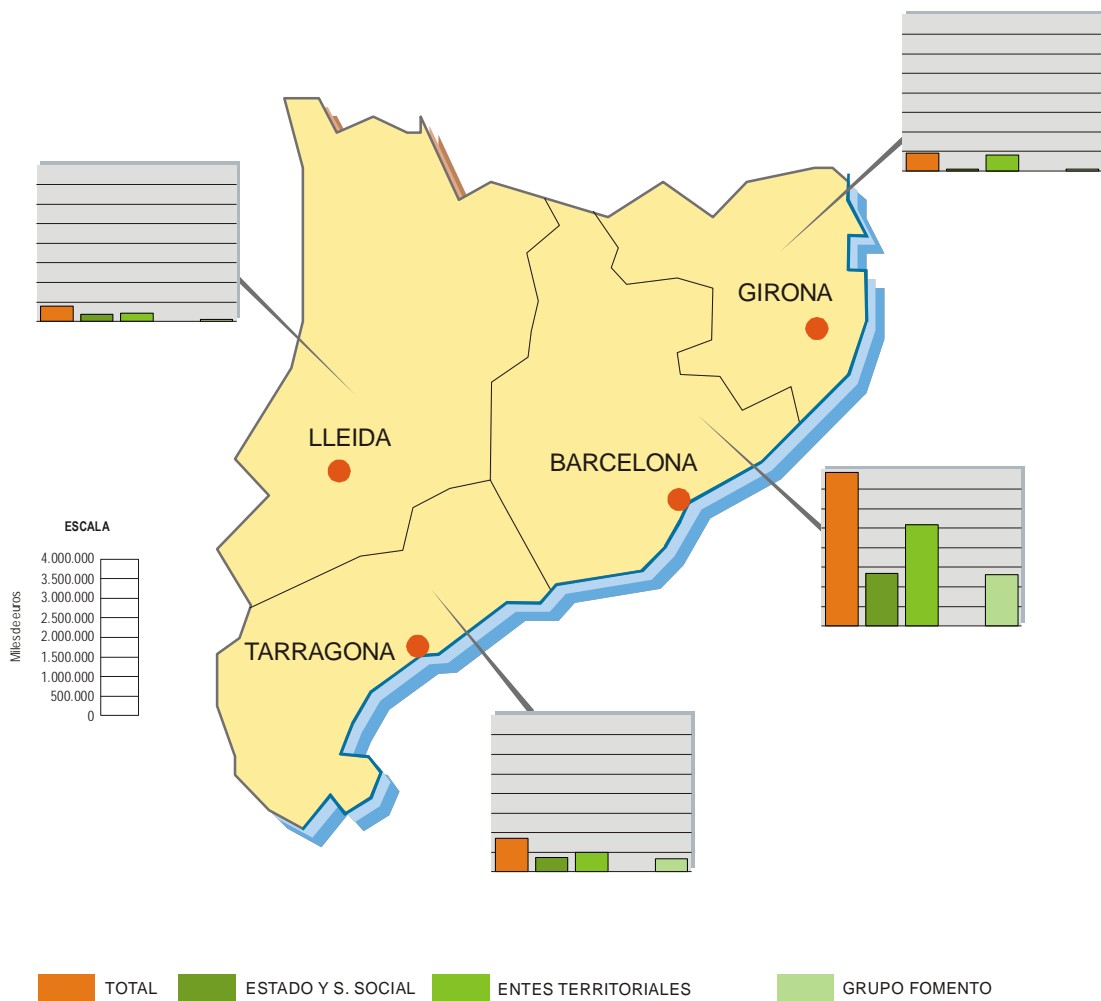 GIRONA
LLEIDA
BARCELONA
TARRAGONA
ESCALA
Miles de euros
4.000.000
3.500.000
3.000.000
2.500.000
2.000.000
1.500.000
1.000.000
500.000
0
TOTAL
ESTADO Y S. SOCIAL
ENTES TERRITORIALES
GRUPO FOMENTO